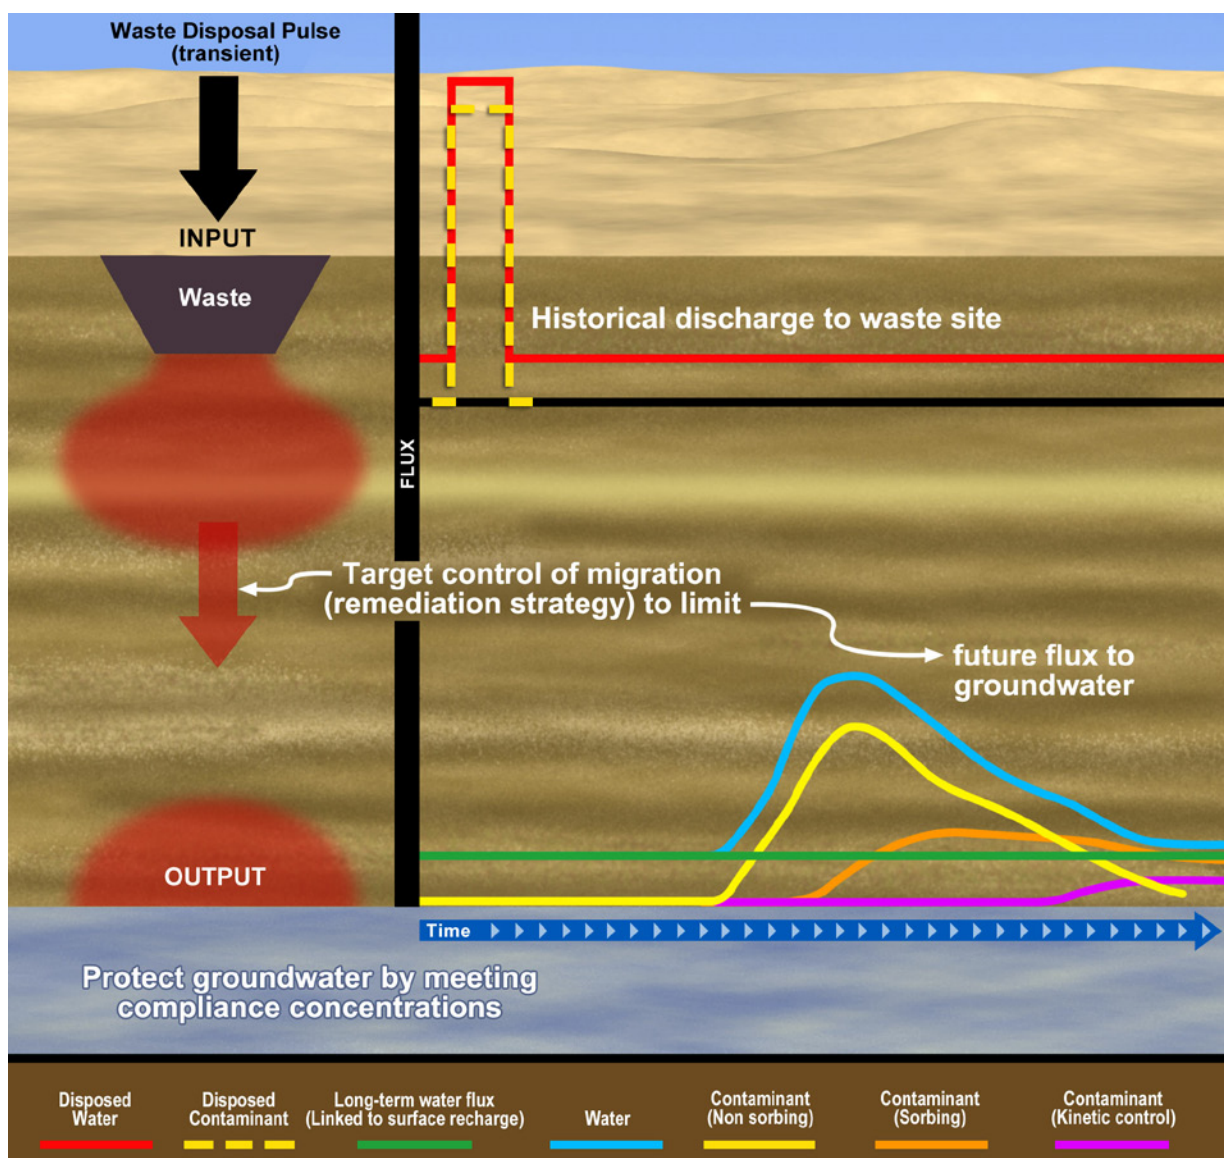 Waste Disposal Pulse
(transient)
INPUT
Waste
Historical discharge to waste site
FLUX
Target control of migration
(remediation strategy) to limit
future flux to
groundwater
OUTPUT
Time
Protect groundwater by meeting
compliance concentrations
Disposed
Water
Disposed
Contaminant
Long-term water flux
(Linked to surface recharge)
Water
Contaminant
(Non sorbing)
Contaminant
(Sorbing)
Contaminant
(Kinetic control)